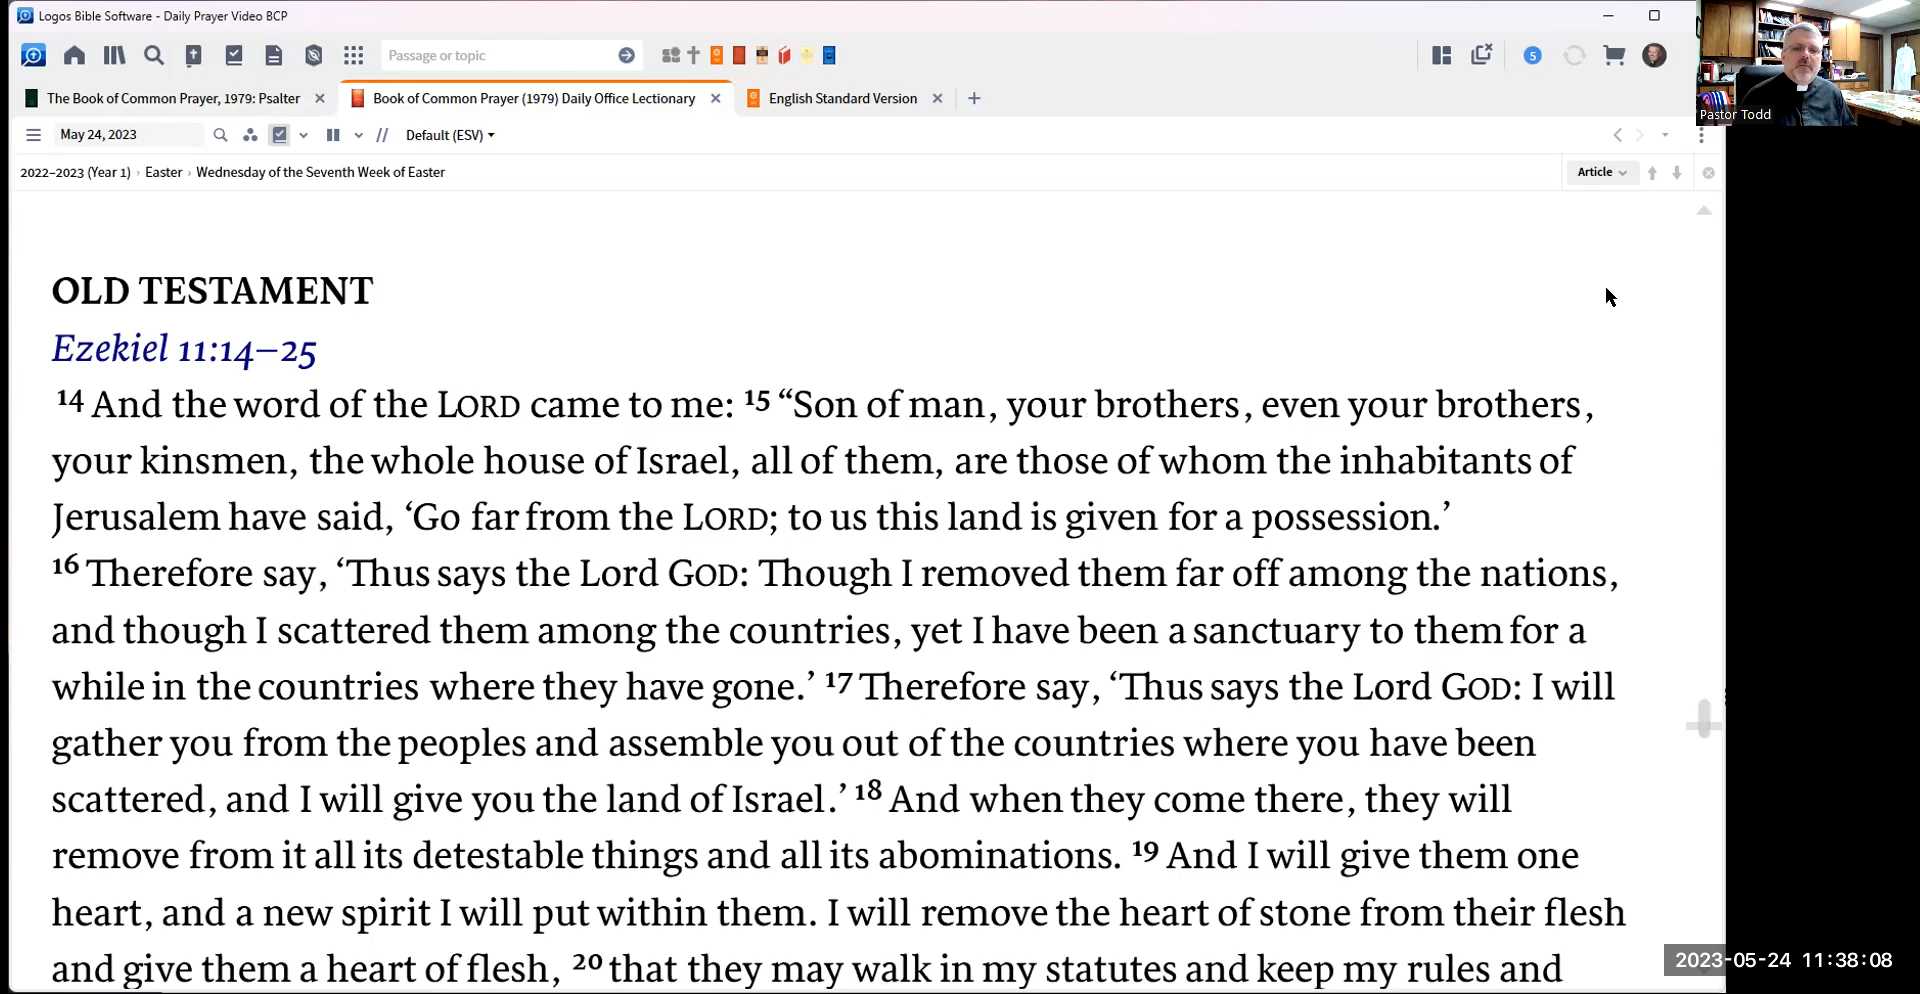 Logos Bible Software - Daily Prayer Video BCP
Passage or topic
5
The Book of Common Prayer, 1979: Psalter
Book of Common Prayer (1979) Daily Office Lectionary
English Standard Version
May 24, 2023
Default (ESV)
Pastor Todd
2022–2023 (Year 1) › Easter › Wednesday of the Seventh Week of Easter
Article
OLD TESTAMENT
Ezekiel 11:14–25
14 And the word of the LORD came to me: 15 “Son of man, your brothers, even your brothers,
your kinsmen, the whole house of Israel, all of them, are those of whom the inhabitants of
Jerusalem have said, ‘Go far from the LORD; to us this land is given for a possession.’
16 Therefore say, ‘Thus says the Lord GOD: Though I removed them far off among the nations,
and though I scattered them among the countries, yet I have been a sanctuary to them for a
while in the countries where they have gone.’ 17 Therefore say, ‘Thus says the Lord GOD: I will
gather you from the peoples and assemble you out of the countries where you have been
scattered, and I will give you the land of Israel.’ 18 And when they come there, they will
remove from it all its detestable things and all its abominations. 19 And I will give them one
heart, and a new spirit I will put within them. I will remove the heart of stone from their flesh
and give them a heart of flesh, 20 that they may walk in my statutes and keep my rules and
2023-05-24 11:38:08